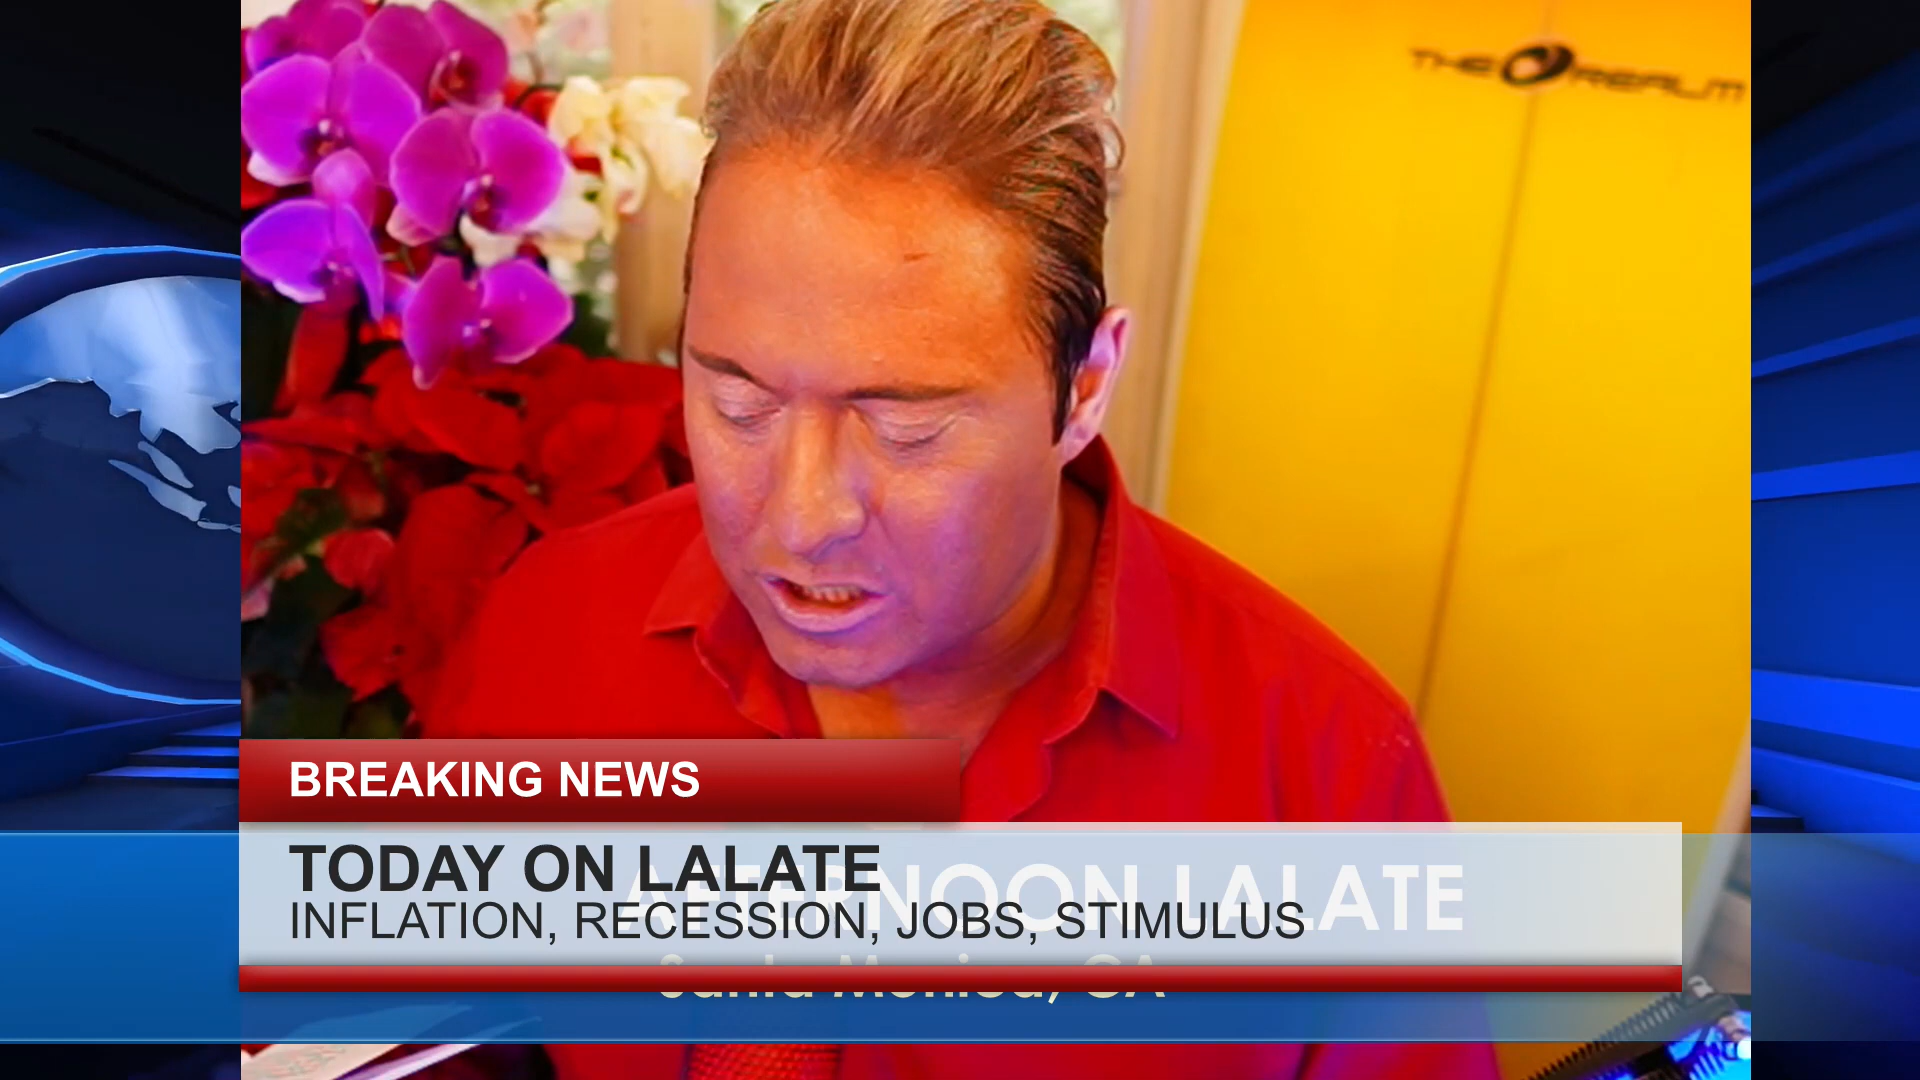 THE REALM
BREAKING NEWS
TODAY ON LALATE
AFTERNOON LALATE
INFLATION, RECESSION, JOBS, STIMULUS
Santa Monica, CA